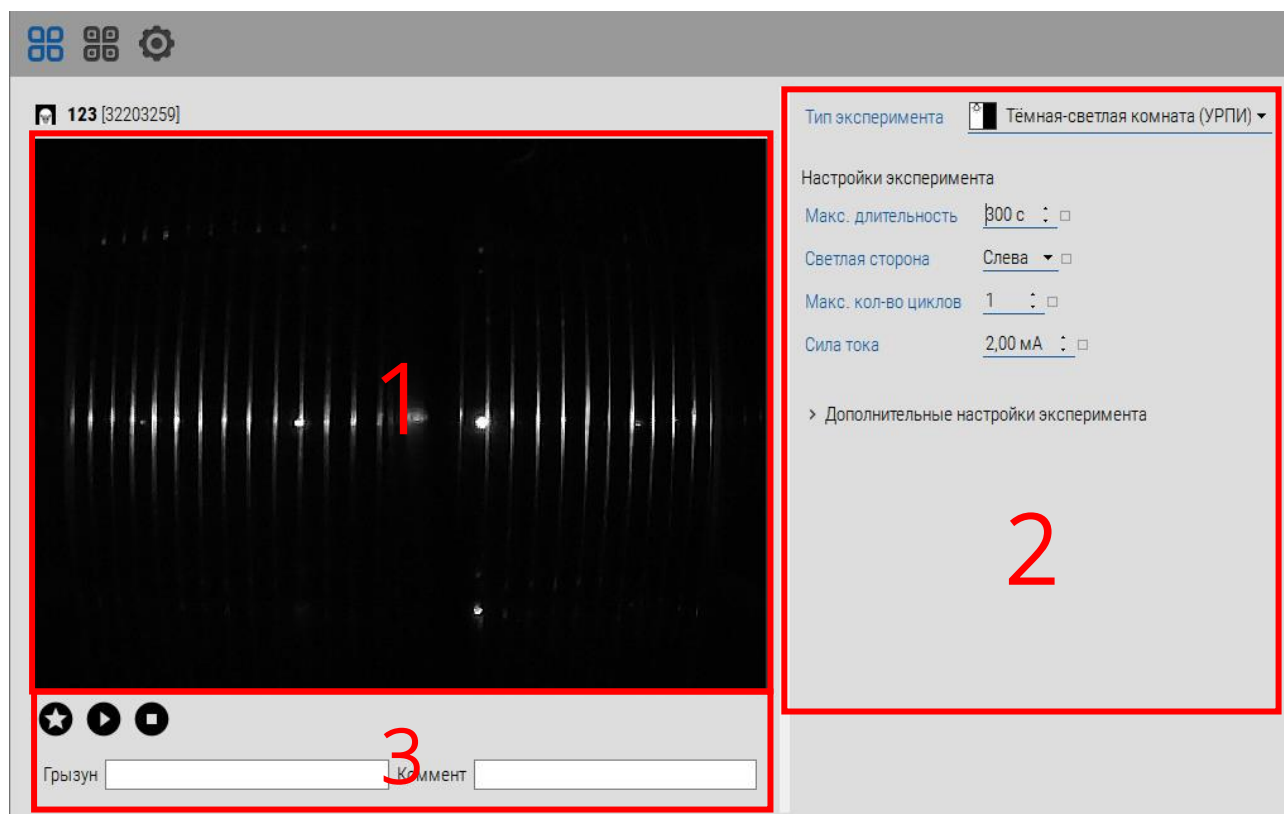 123 [32203259]
1
3
Грызун
Коммент
Тип эксперимента
Тёмная-светлая комната (УРПИ)
Настройки эксперимента
Макс. длительность
300 с
Светлая сторона
Слева
Макс. кол-во циклов
1
Сила тока
2,00 мА
> Дополнительные настройки эксперимента
2